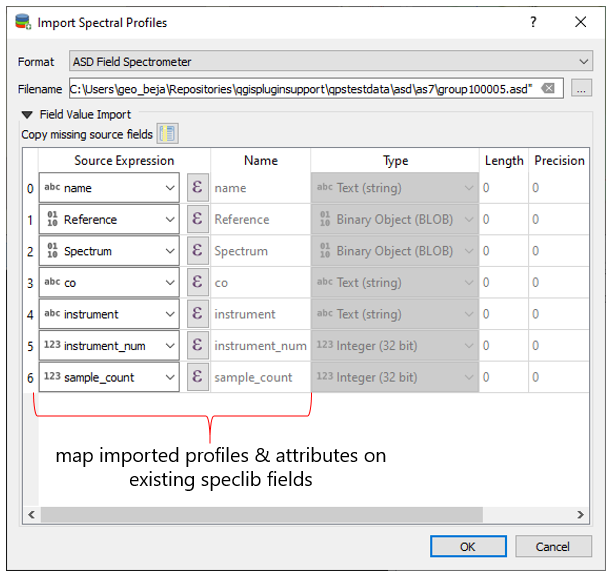 Import Spectral Profiles ?
Format ASD Field Spectrometer
Filename C:\Users\geo_beja\Repositories\qgispluginsupport\qpstestdata\asd\as7\group100005.asd" ...
Field Value Import
Copy missing source fields
Source Expression Name Type Length Precision
0 abc name ε name abc Text (string) 0 0
1 01 10 Reference ε Reference 01 10 Binary Object (BLOB) 0 0
2 01 10 Spectrum ε Spectrum 01 10 Binary Object (BLOB) 0 0
3 abc co ε co abc Text (string) 0 0
4 abc instrument ε instrument abc Text (string) 0 0
5 123 instrument_num ε instrument_num 123 Integer (32 bit) 0 0
6 123 sample_count ε sample_count 123 Integer (32 bit) 0 0
map imported profiles & attributes on
existing speclib fields
OK Cancel